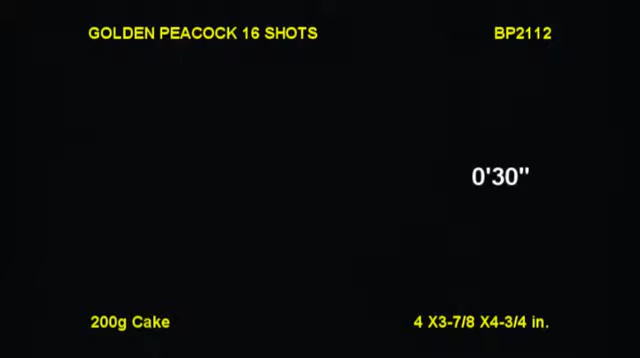 GOLDEN PEACOCK 16 SHOTS
BP2112
0'30"
200g Cake
4 X3-7/8 X4-3/4 in.